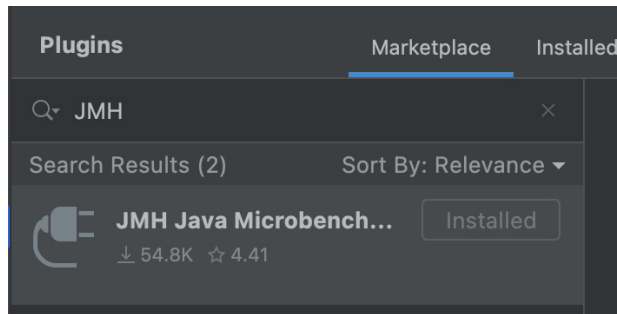 Plugins Marketplace Installed
JMH
Search Results (2) Sort By: Relevance
JMH Java Microbench... Installed
54.8K 4.41